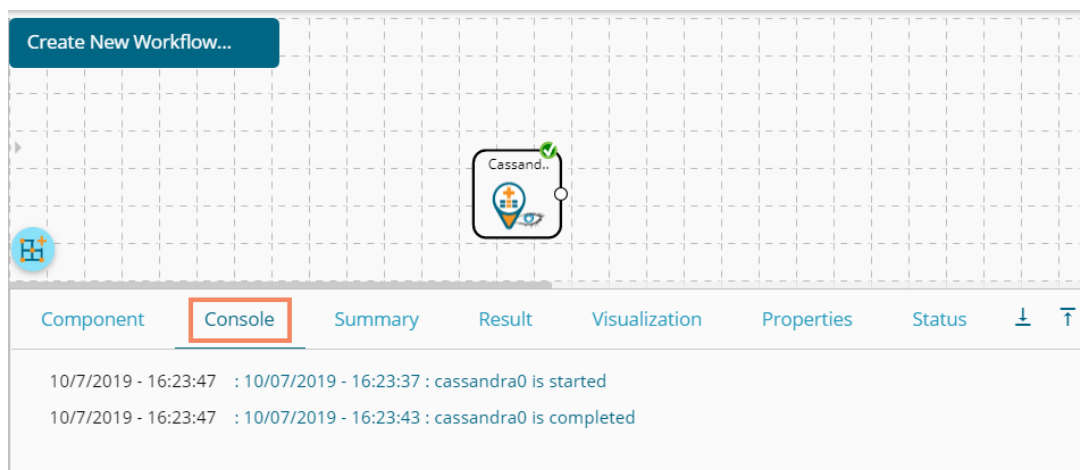 Create New Workflow...
Cassand..
Component Console Summary Result Visualization Properties Status
10/7/2019 - 16:23:47 : 10/07/2019 - 16:23:37 : cassandra0 is started
10/7/2019 - 16:23:47 : 10/07/2019 - 16:23:43 : cassandra0 is completed